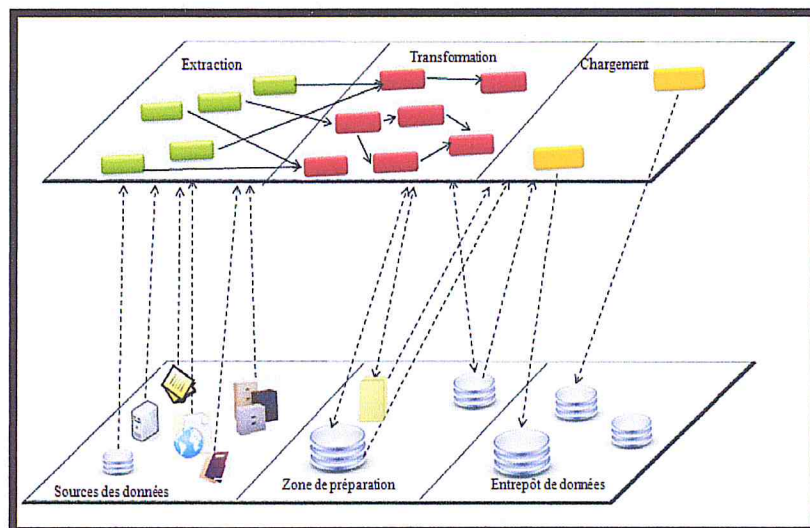 Extraction
Transformation
Chargement
Sources des données
Zone de préparation
Entrepôt de données